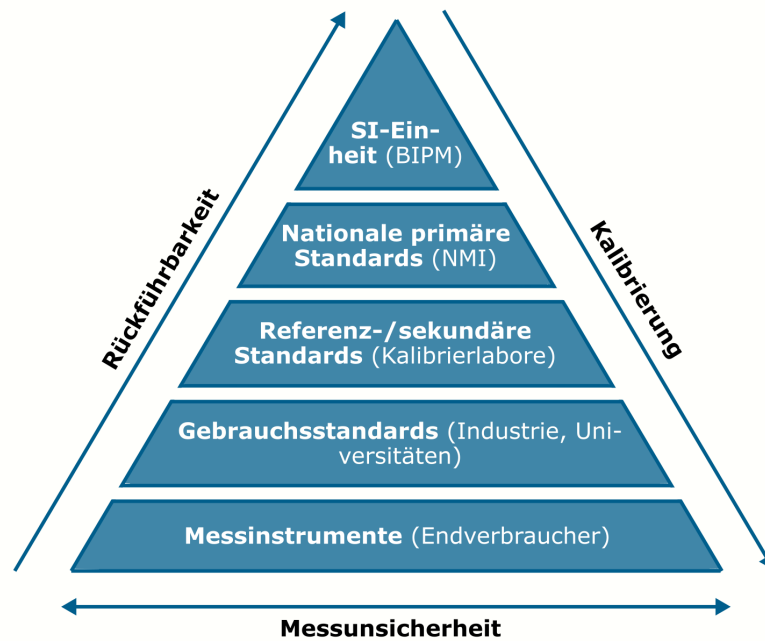 SI-Ein-
heit (BIPM)
Nationale primäre
Standards (NMI)
Referenz-/sekundäre
Standards (Kalibrierlabore)
Gebrauchsstandards (Industrie, Uni-
versitäten)
Messinstrumente (Endverbraucher)
Rückführbarkeit
Kalibrierung
Messunsicherheit